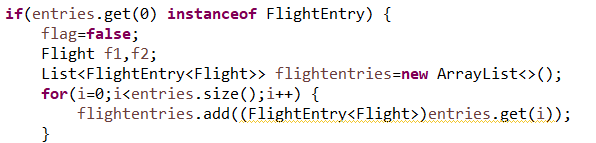 if(entries.get(0) instanceof FlightEntry) {
flag=false;
Flight f1,f2;
List<FlightEntry<Flight>> flightentries=new ArrayList<>();
for(i=0;i<entries.size();i++) {
flightentries.add((FlightEntry<Flight>)entries.get(i));
}